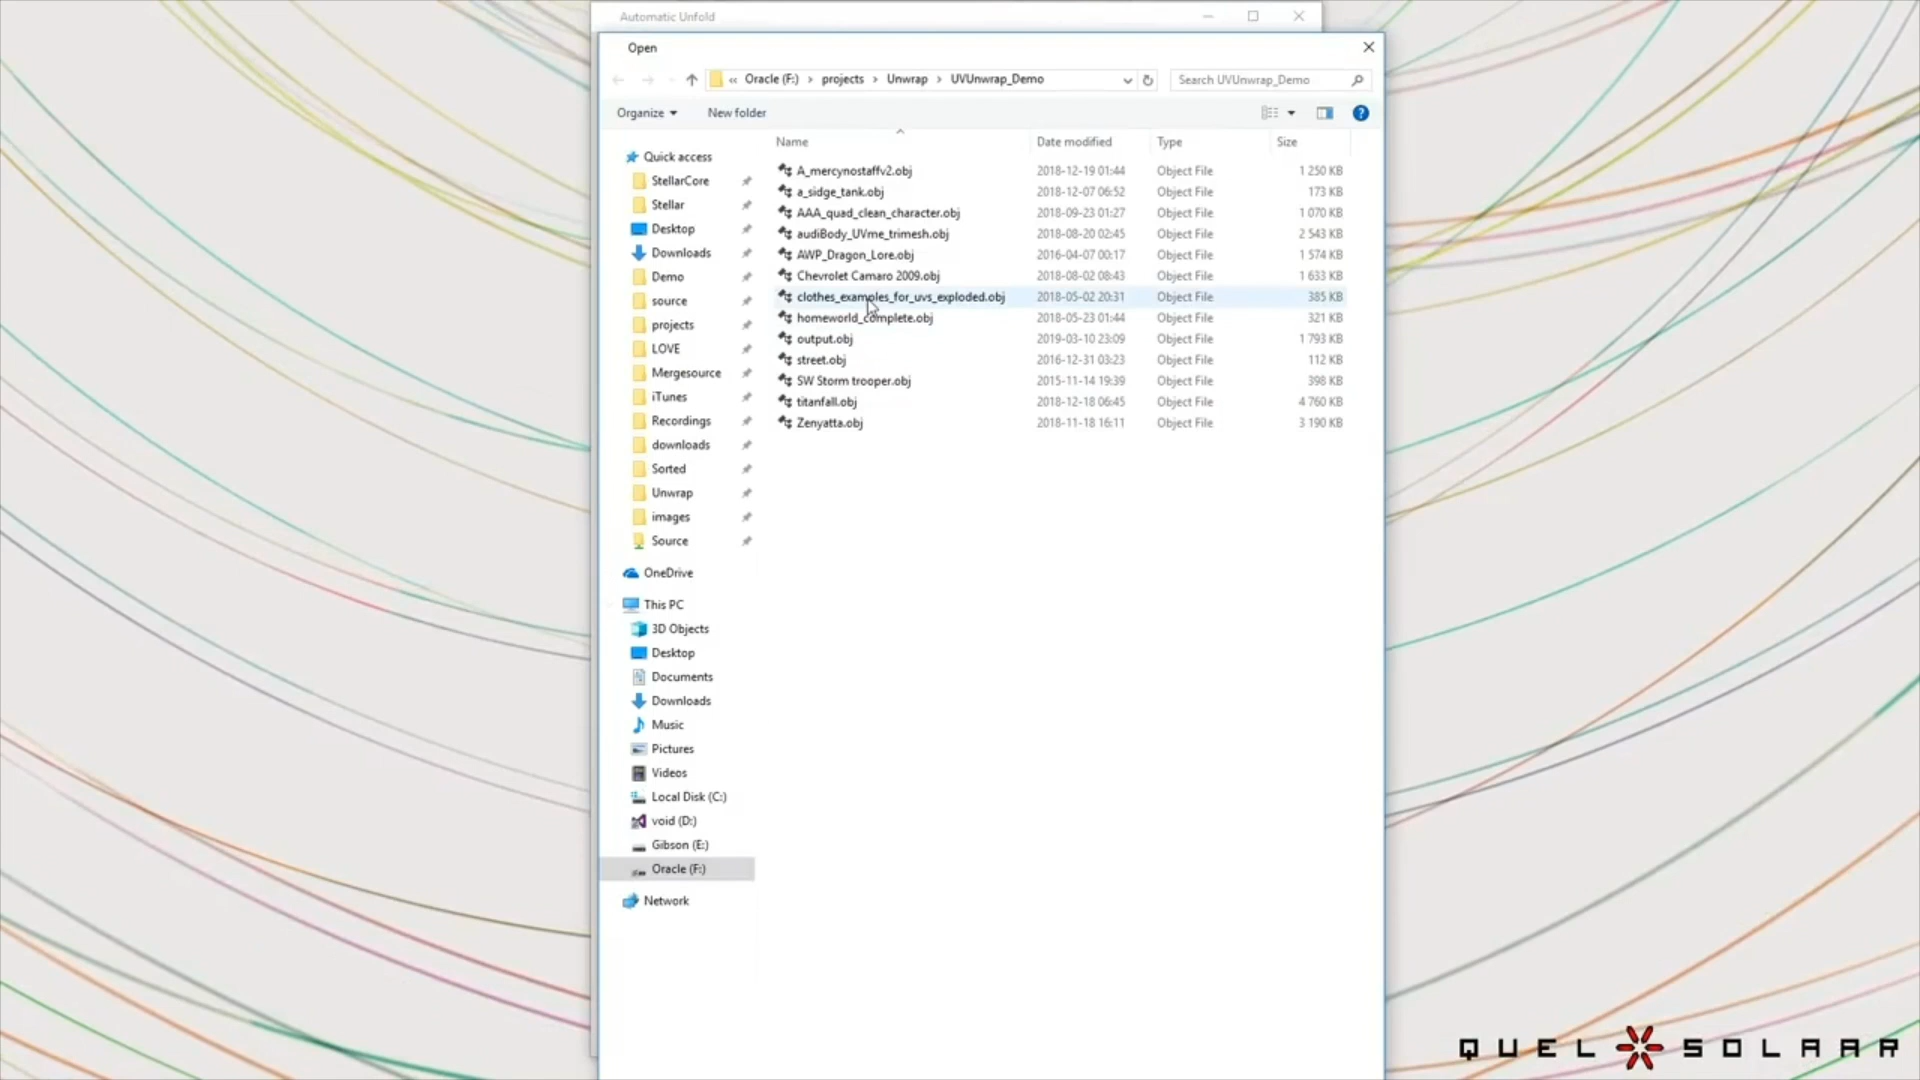 Automatic Unfold
Open
« Oracle (F:) > projects > Unwrap > UVUnwrap_Demo
Search UVUnwrap_Demo
Organize
New folder
Name Date modified Type Size
A_mercynostaffv2.obj 2018-12-19 01:44 Object File 1 250 KB
a_sidge_tank.obj 2018-12-07 06:52 Object File 173 KB
AAA_quad_clean_character.obj 2018-09-23 01:27 Object File 1 070 KB
audiBody_UVme_trimesh.obj 2018-08-20 02:45 Object File 2 543 KB
AWP_Dragon_Lore.obj 2016-04-07 00:17 Object File 1 574 KB
Chevrolet Camaro 2009.obj 2018-08-02 08:43 Object File 1 633 KB
clothes_examples_for_uvs_exploded.obj 2018-05-02 20:31 Object File 385 KB
homeworld_complete.obj 2018-05-23 01:44 Object File 321 KB
output.obj 2019-03-10 23:09 Object File 1 793 KB
street.obj 2016-12-31 03:23 Object File 112 KB
SW Storm trooper.obj 2015-11-14 19:39 Object File 398 KB
titanfall.obj 2018-12-18 06:45 Object File 4 760 KB
Zenyatta.obj 2018-11-18 16:11 Object File 3 190 KB
Quick access
StellarCore
Stellar
Desktop
Downloads
Demo
source
projects
LOVE
Mergesource
iTunes
Recordings
downloads
Sorted
Unwrap
images
Source
OneDrive
This PC
3D Objects
Desktop
Documents
Downloads
Music
Pictures
Videos
Local Disk (C:)
void (D:)
Gibson (E:)
Oracle (F:)
Network
QUEL SOLAAR